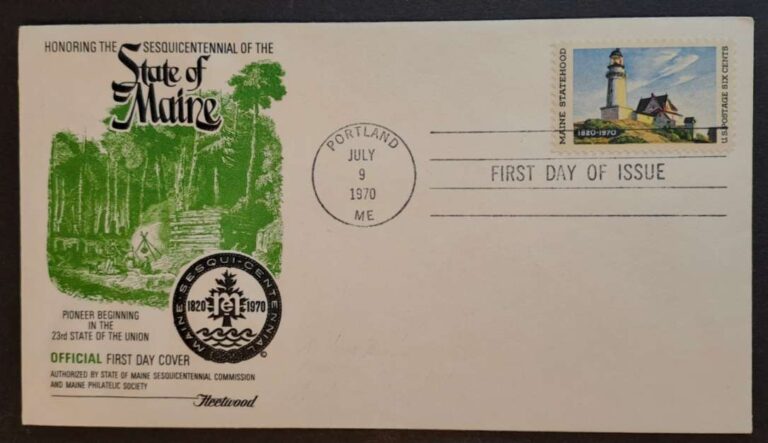 HONORING THE SESQUICENTENNIAL OF THE
State of
Maine
MAINE STATEHOOD
1820-1970
U.S. POSTAGE SIX CENTS
PORTLAND
JULY
9
1970
ME
FIRST DAY OF ISSUE
MAINE SESQUI-CENTENNIAL
1820 1970
PIONEER BEGINNING
IN THE
23rd STATE OF THE UNION
OFFICIAL FIRST DAY COVER
AUTHORIZED BY STATE OF MAINE SESQUICENTENNIAL COMMISSION
AND MAINE PHILATELIC SOCIETY
Fleetwood